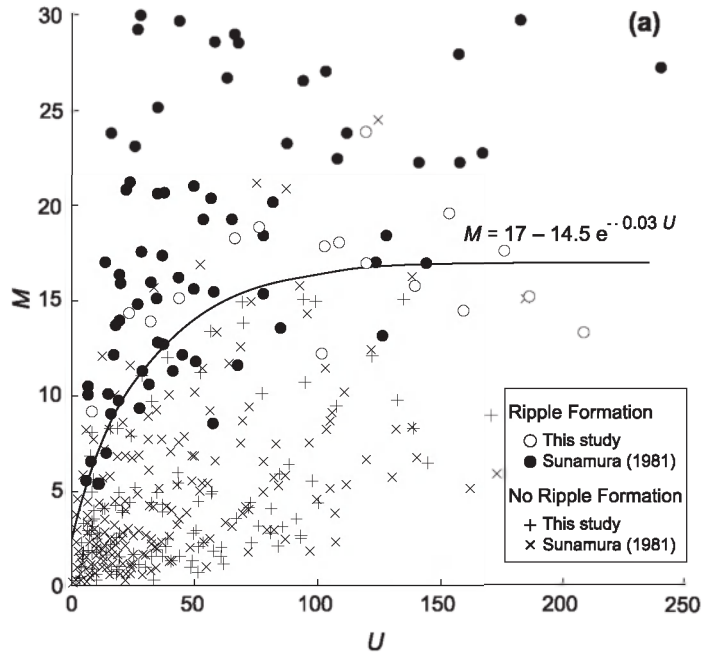 (a)
30
25
20
15
10
5
0
M
M = 17 – 14.5 e^-- 0.03 U
Ripple Formation
○ This study
● Sunamura (1981)
No Ripple Formation
+ This study
× Sunamura (1981)
0 50 100 150 200 250
U